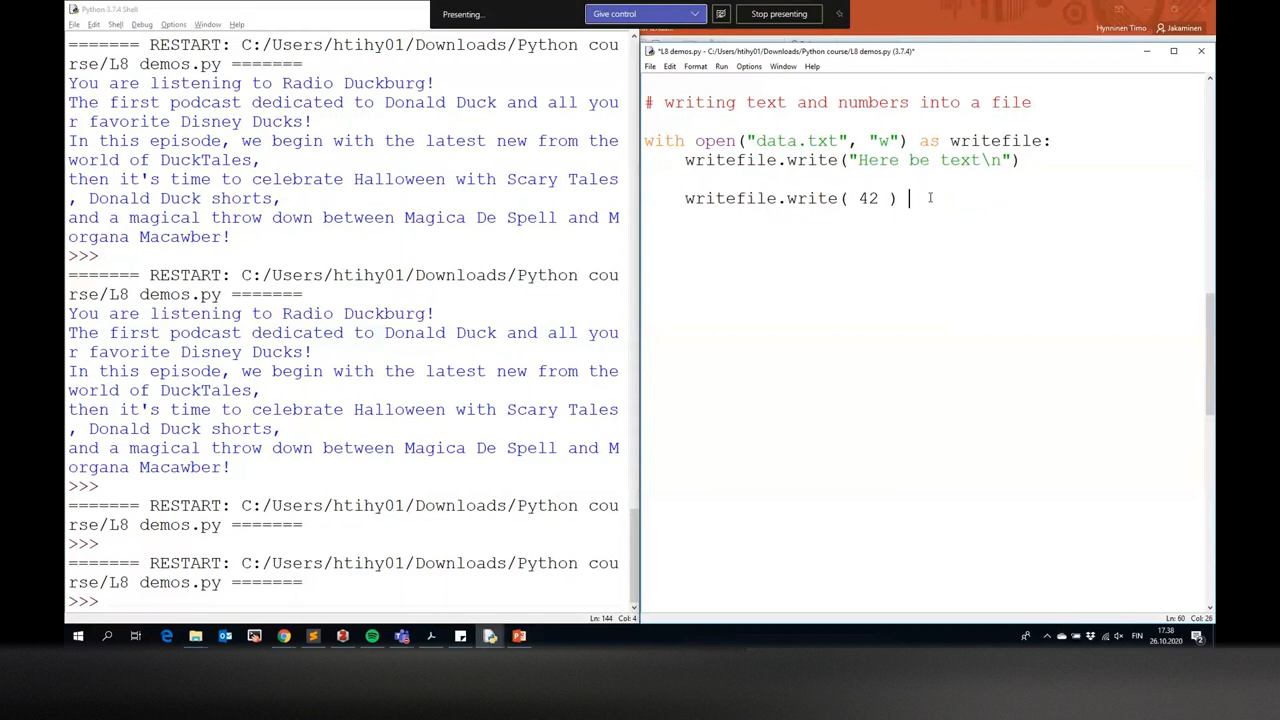 Python 3.7.4 Shell
File Edit Shell Debug Options Window Help
======= RESTART: C:/Users/htihy01/Downloads/Python cou
rse/L8 demos.py =======
You are listening to Radio Duckburg!
The first podcast dedicated to Donald Duck and all you
r favorite Disney Ducks!
In this episode, we begin with the latest new from the
world of DuckTales,
then it's time to celebrate Halloween with Scary Tales
, Donald Duck shorts,
and a magical throw down between Magica De Spell and M
organa Macawber!
>>>
======= RESTART: C:/Users/htihy01/Downloads/Python cou
rse/L8 demos.py =======
You are listening to Radio Duckburg!
The first podcast dedicated to Donald Duck and all you
r favorite Disney Ducks!
In this episode, we begin with the latest new from the
world of DuckTales,
then it's time to celebrate Halloween with Scary Tales
, Donald Duck shorts,
and a magical throw down between Magica De Spell and M
organa Macawber!
>>>
======= RESTART: C:/Users/htihy01/Downloads/Python cou
rse/L8 demos.py =======
>>>
======= RESTART: C:/Users/htihy01/Downloads/Python cou
rse/L8 demos.py =======
>>>
Ln: 144 Col: 4
Presenting...
Give control
Stop presenting
Hynninen Timo
Jakaminen
*L8 demos.py - C:/Users/htihy01/Downloads/Python course/L8 demos.py (3.7.4)*
File Edit Format Run Options Window Help
# writing text and numbers into a file
with open("data.txt", "w") as writefile:
writefile.write("Here be text\n")
writefile.write( 42 )
Ln: 60 Col: 26
FIN
17.38
26.10.2020
2